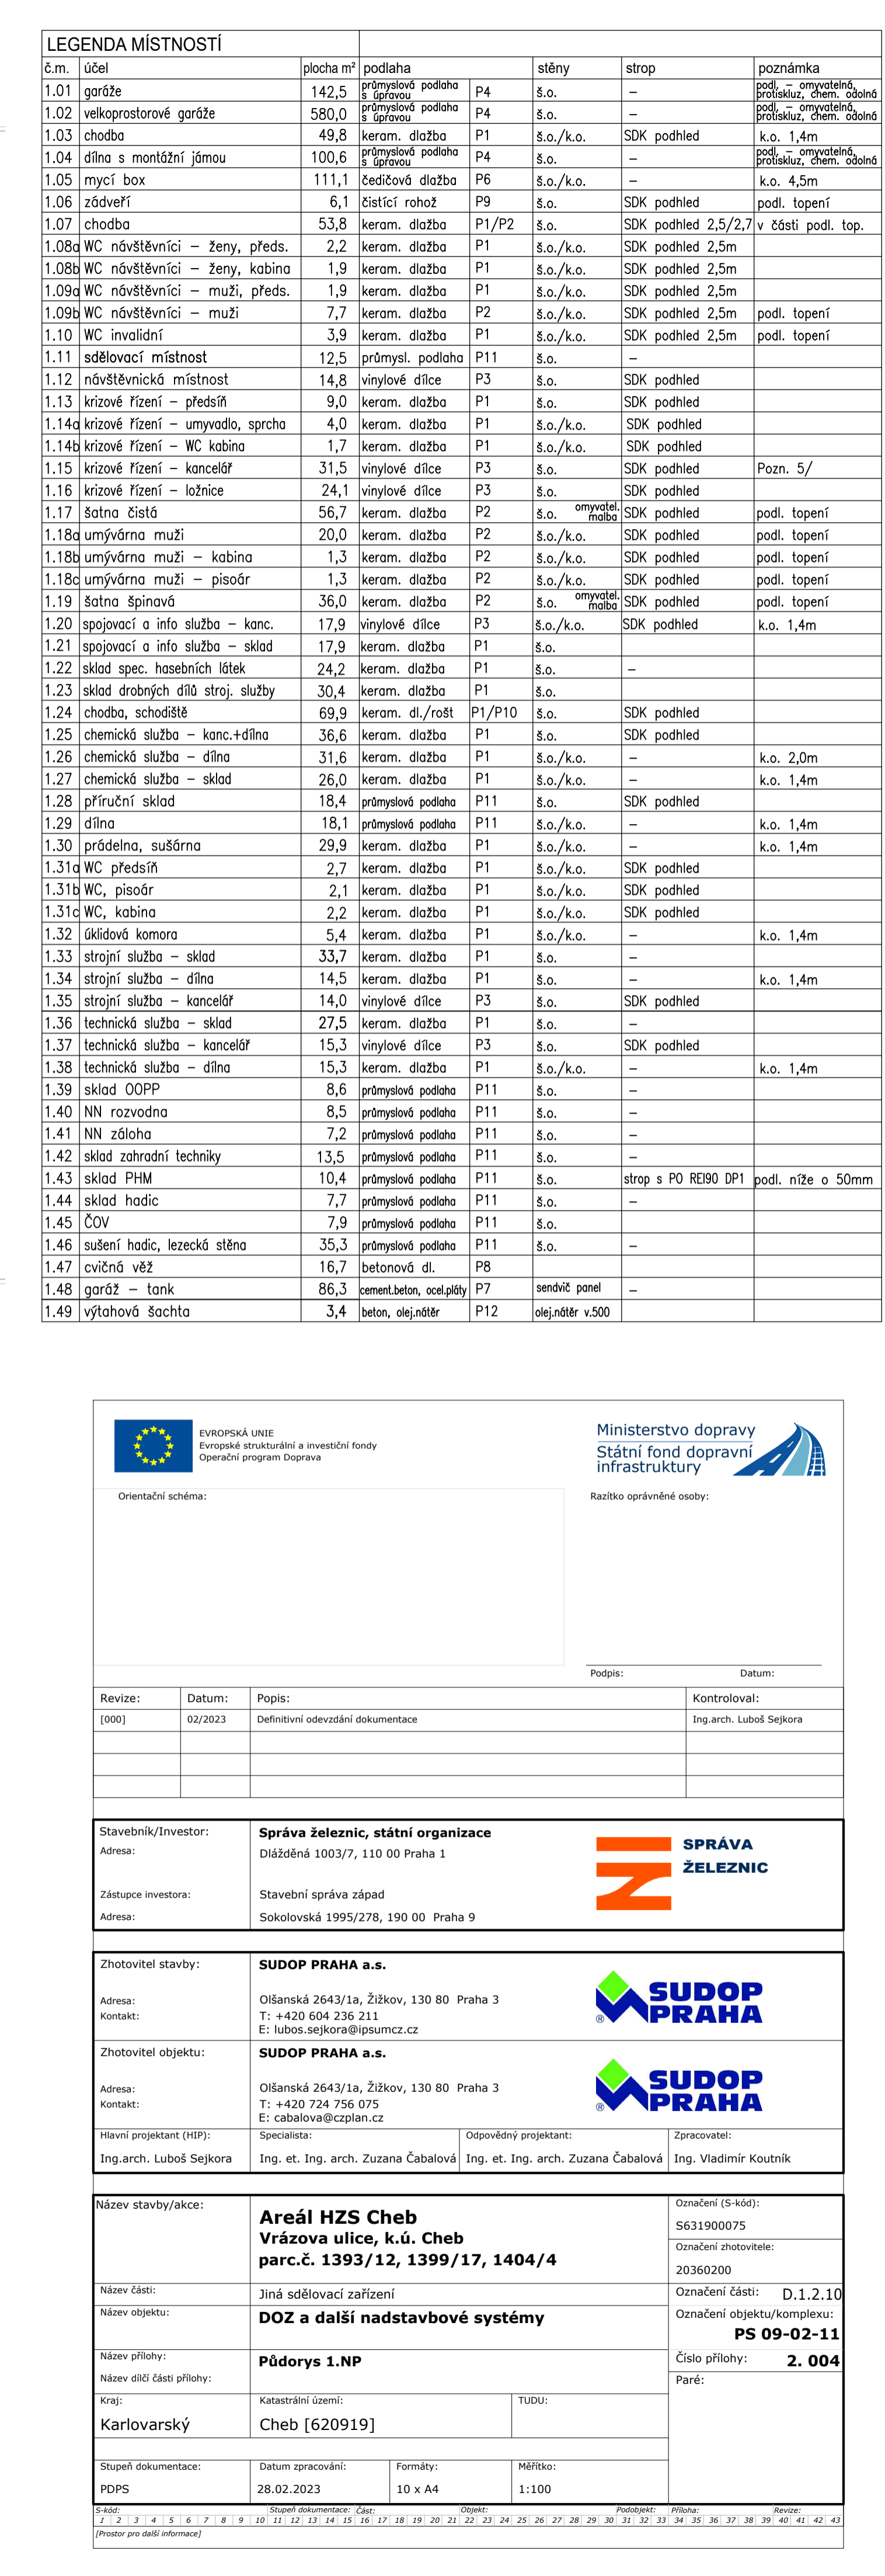 LEGENDA MÍSTNOSTÍ
č.m. účel plocha m² podlaha stěny strop poznámka
1.01 garáže 142,5 průmyslová podlaha s úpravou P4 š.o. – podl. – omyvatelná, protiskluz, chem. odolná
1.02 velkoprostorové garáže 580,0 průmyslová podlaha s úpravou P4 š.o. – podl. – omyvatelná, protiskluz, chem. odolná
1.03 chodba 49,8 keram. dlažba P1 š.o./k.o. SDK podhled k.o. 1,4m
1.04 dílna s montážní jámou 100,6 průmyslová podlaha s úpravou P4 š.o. – podl. – omyvatelná, protiskluz, chem. odolná
1.05 mycí box 111,1 čedičová dlažba P6 š.o./k.o. – k.o. 4,5m
1.06 zádveří 6,1 čistící rohož P9 š.o. SDK podhled podl. topení
1.07 chodba 53,8 keram. dlažba P1/P2 š.o. SDK podhled 2,5/2,7 v části podl. top.
1.08a WC návštěvníci – ženy, předs. 2,2 keram. dlažba P1 š.o./k.o. SDK podhled 2,5m
1.08b WC návštěvníci – ženy, kabina 1,9 keram. dlažba P1 š.o./k.o. SDK podhled 2,5m
1.09a WC návštěvníci – muži, předs. 1,9 keram. dlažba P1 š.o./k.o. SDK podhled 2,5m
1.09b WC návštěvníci – muži 7,7 keram. dlažba P2 š.o./k.o. SDK podhled 2,5m podl. topení
1.10 WC invalidní 3,9 keram. dlažba P1 š.o./k.o. SDK podhled 2,5m podl. topení
1.11 sdělovací místnost 12,5 průmysl. podlaha P11 š.o. –
1.12 návštěvnická místnost 14,8 vinylové dílce P3 š.o. SDK podhled
1.13 krizové řízení – předsíň 9,0 keram. dlažba P1 š.o. SDK podhled
1.14a krizové řízení – umyvadlo, sprcha 4,0 keram. dlažba P1 š.o./k.o. SDK podhled
1.14b krizové řízení – WC kabina 1,7 keram. dlažba P1 š.o./k.o. SDK podhled
1.15 krizové řízení – kancelář 31,5 vinylové dílce P3 š.o. SDK podhled Pozn. 5/
1.16 krizové řízení – ložnice 24,1 vinylové dílce P3 š.o. SDK podhled
1.17 šatna čistá 56,7 keram. dlažba P2 š.o. omyvatel. malba SDK podhled podl. topení
1.18a umývárna muži 20,0 keram. dlažba P2 š.o./k.o. SDK podhled podl. topení
1.18b umývárna muži – kabina 1,3 keram. dlažba P2 š.o./k.o. SDK podhled podl. topení
1.18c umývárna muži – pisoár 1,3 keram. dlažba P2 š.o./k.o. SDK podhled podl. topení
1.19 šatna špinavá 36,0 keram. dlažba P2 š.o. omyvatel. malba SDK podhled podl. topení
1.20 spojovací a info služba – kanc. 17,9 vinylové dílce P3 š.o./k.o. SDK podhled k.o. 1,4m
1.21 spojovací a info služba – sklad 17,9 keram. dlažba P1 š.o.
1.22 sklad spec. hasebních látek 24,2 keram. dlažba P1 š.o. –
1.23 sklad drobných dílů stroj. služby 30,4 keram. dlažba P1 š.o.
1.24 chodba, schodiště 69,9 keram. dl./rošt P1/P10 š.o. SDK podhled
1.25 chemická služba – kanc.+dílna 36,6 keram. dlažba P1 š.o. SDK podhled
1.26 chemická služba – dílna 31,6 keram. dlažba P1 š.o./k.o. – k.o. 2,0m
1.27 chemická služba – sklad 26,0 keram. dlažba P1 š.o./k.o. – k.o. 1,4m
1.28 příruční sklad 18,4 průmyslová podlaha P11 š.o. SDK podhled
1.29 dílna 18,1 průmyslová podlaha P11 š.o./k.o. – k.o. 1,4m
1.30 prádelna, sušárna 29,9 keram. dlažba P1 š.o./k.o. – k.o. 1,4m
1.31a WC předsíň 2,7 keram. dlažba P1 š.o./k.o. SDK podhled
1.31b WC, pisoár 2,1 keram. dlažba P1 š.o./k.o. SDK podhled
1.31c WC, kabina 2,2 keram. dlažba P1 š.o./k.o. SDK podhled
1.32 úklidová komora 5,4 keram. dlažba P1 š.o./k.o. – k.o. 1,4m
1.33 strojní služba – sklad 33,7 keram. dlažba P1 š.o. –
1.34 strojní služba – dílna 14,5 keram. dlažba P1 š.o./k.o. – k.o. 1,4m
1.35 strojní služba – kancelář 14,0 vinylové dílce P3 š.o. SDK podhled
1.36 technická služba – sklad 27,5 keram. dlažba P1 š.o. –
1.37 technická služba – kancelář 15,3 vinylové dílce P3 š.o. SDK podhled
1.38 technická služba – dílna 15,3 keram. dlažba P1 š.o./k.o. – k.o. 1,4m
1.39 sklad OOPP 8,6 průmyslová podlaha P11 š.o. –
1.40 NN rozvodna 8,5 průmyslová podlaha P11 š.o. –
1.41 NN záloha 7,2 průmyslová podlaha P11 š.o. –
1.42 sklad zahradní techniky 13,5 průmyslová podlaha P11 š.o. –
1.43 sklad PHM 10,4 průmyslová podlaha P11 š.o. strop s PO REI90 DP1 podl. níže o 50mm
1.44 sklad hadic 7,7 průmyslová podlaha P11 š.o. –
1.45 ČOV 7,9 průmyslová podlaha P11 š.o.
1.46 sušení hadic, lezecká stěna 35,3 průmyslová podlaha P11 š.o. –
1.47 cvičná věž 16,7 betonová dl. P8
1.48 garáž – tank 86,3 cement.beton, ocel.pláty P7 sendvič panel –
1.49 výtahová šachta 3,4 beton, olej.nátěr P12 olej.nátěr v.500
EVROPSKÁ UNIE
Evropské strukturální a investiční fondy
Operační program Doprava
Ministerstvo dopravy
Státní fond dopravní
infrastruktury
Orientační schéma:
Razítko oprávněné osoby:
Podpis: Datum:
Revize: Datum: Popis: Kontroloval:
[000] 02/2023 Definitivní odevzdání dokumentace Ing.arch. Luboš Sejkora
Stavebník/Investor: Správa železnic, státní organizace
Adresa: Dlážděná 1003/7, 110 00 Praha 1
SPRÁVA
ŽELEZNIC
Zástupce investora: Stavební správa západ
Adresa: Sokolovská 1995/278, 190 00 Praha 9
Zhotovitel stavby: SUDOP PRAHA a.s.
Adresa: Olšanská 2643/1a, Žižkov, 130 80 Praha 3
Kontakt: T: +420 604 236 211
E: lubos.sejkora@ipsumcz.cz
® SUDOP
PRAHA
Zhotovitel objektu: SUDOP PRAHA a.s.
Adresa: Olšanská 2643/1a, Žižkov, 130 80 Praha 3
Kontakt: T: +420 724 756 075
E: cabalova@czplan.cz
® SUDOP
PRAHA
Hlavní projektant (HIP): Specialista: Odpovědný projektant: Zpracovatel:
Ing.arch. Luboš Sejkora Ing. et. Ing. arch. Zuzana Čabalová Ing. et. Ing. arch. Zuzana Čabalová Ing. Vladimír Koutník
Název stavby/akce:
Areál HZS Cheb
Vrázova ulice, k.ú. Cheb
parc.č. 1393/12, 1399/17, 1404/4
Označení (S-kód):
S631900075
Označení zhotovitele:
20360200
Název části: Jiná sdělovací zařízení
Označení části: D.1.2.10
Název objektu: DOZ a další nadstavbové systémy
Označení objektu/komplexu:
PS 09-02-11
Název přílohy: Půdorys 1.NP
Číslo přílohy: 2. 004
Název dílčí části přílohy:
Paré:
Kraj: Katastrální území: TUDU:
Karlovarský Cheb [620919]
Stupeň dokumentace: Datum zpracování: Formáty: Měřítko:
PDPS 28.02.2023 10 x A4 1:100
S-kód: Stupeň dokumentace: Část: Objekt: Podobjekt: Příloha: Revize:
1 2 3 4 5 6 7 8 9 10 11 12 13 14 15 16 17 18 19 20 21 22 23 24 25 26 27 28 29 30 31 32 33 34 35 36 37 38 39 40 41 42 43
[Prostor pro další informace]